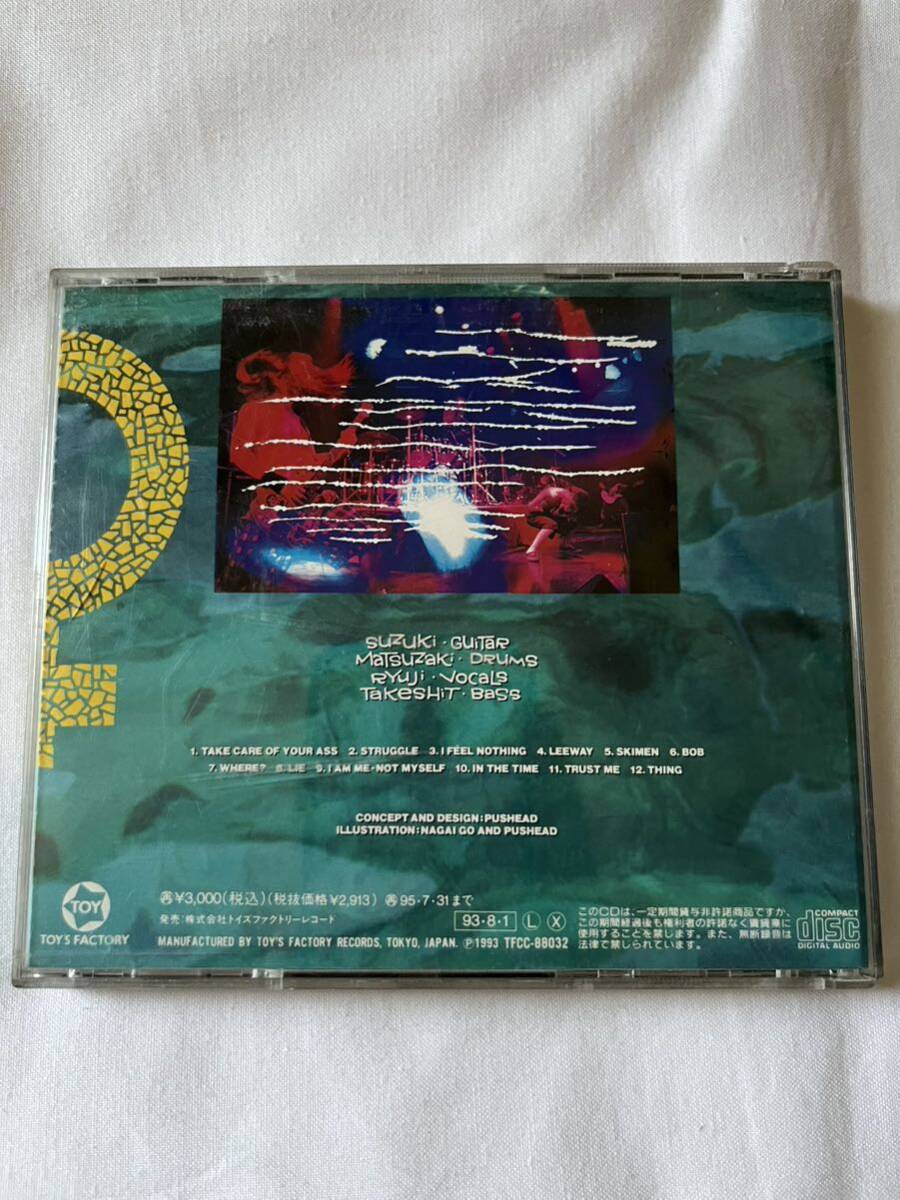 SUZUKI・GUITAR
MATSUZAKI・DRUMS
RYUJI・VOCALS
TAKESHIT・BASS
1. TAKE CARE OF YOUR ASS 2. STRUGGLE 3. I FEEL NOTHING 4. LEEWAY 5. SKIMEN 6. BOB
7. WHERE? 8. LIE 9. I AM ME・NOT MYSELF 10. IN THE TIME 11. TRUST ME 12. THING
CONCEPT AND DESIGN:PUSHEAD
ILLUSTRATION:NAGAI GO AND PUSHEAD
TOY
TOY'S FACTORY
再¥3,000(税込)(税抜価格¥2,913) 再95・7・31まで
発売:株式会社トイズファクトリーレコード
93・8・1 L X
MANUFACTURED BY TOY'S FACTORY RECORDS, TOKYO, JAPAN. Ⓟ1993 TFCC-88032
このCDは、一定期間貸与非許諾商品ですが、
この期間経過後も権利者の許諾なく賃貸業に
使用することを禁じます。また、無断録音は
法律で禁じられています。
COMPACT
disc
DIGITAL AUDIO